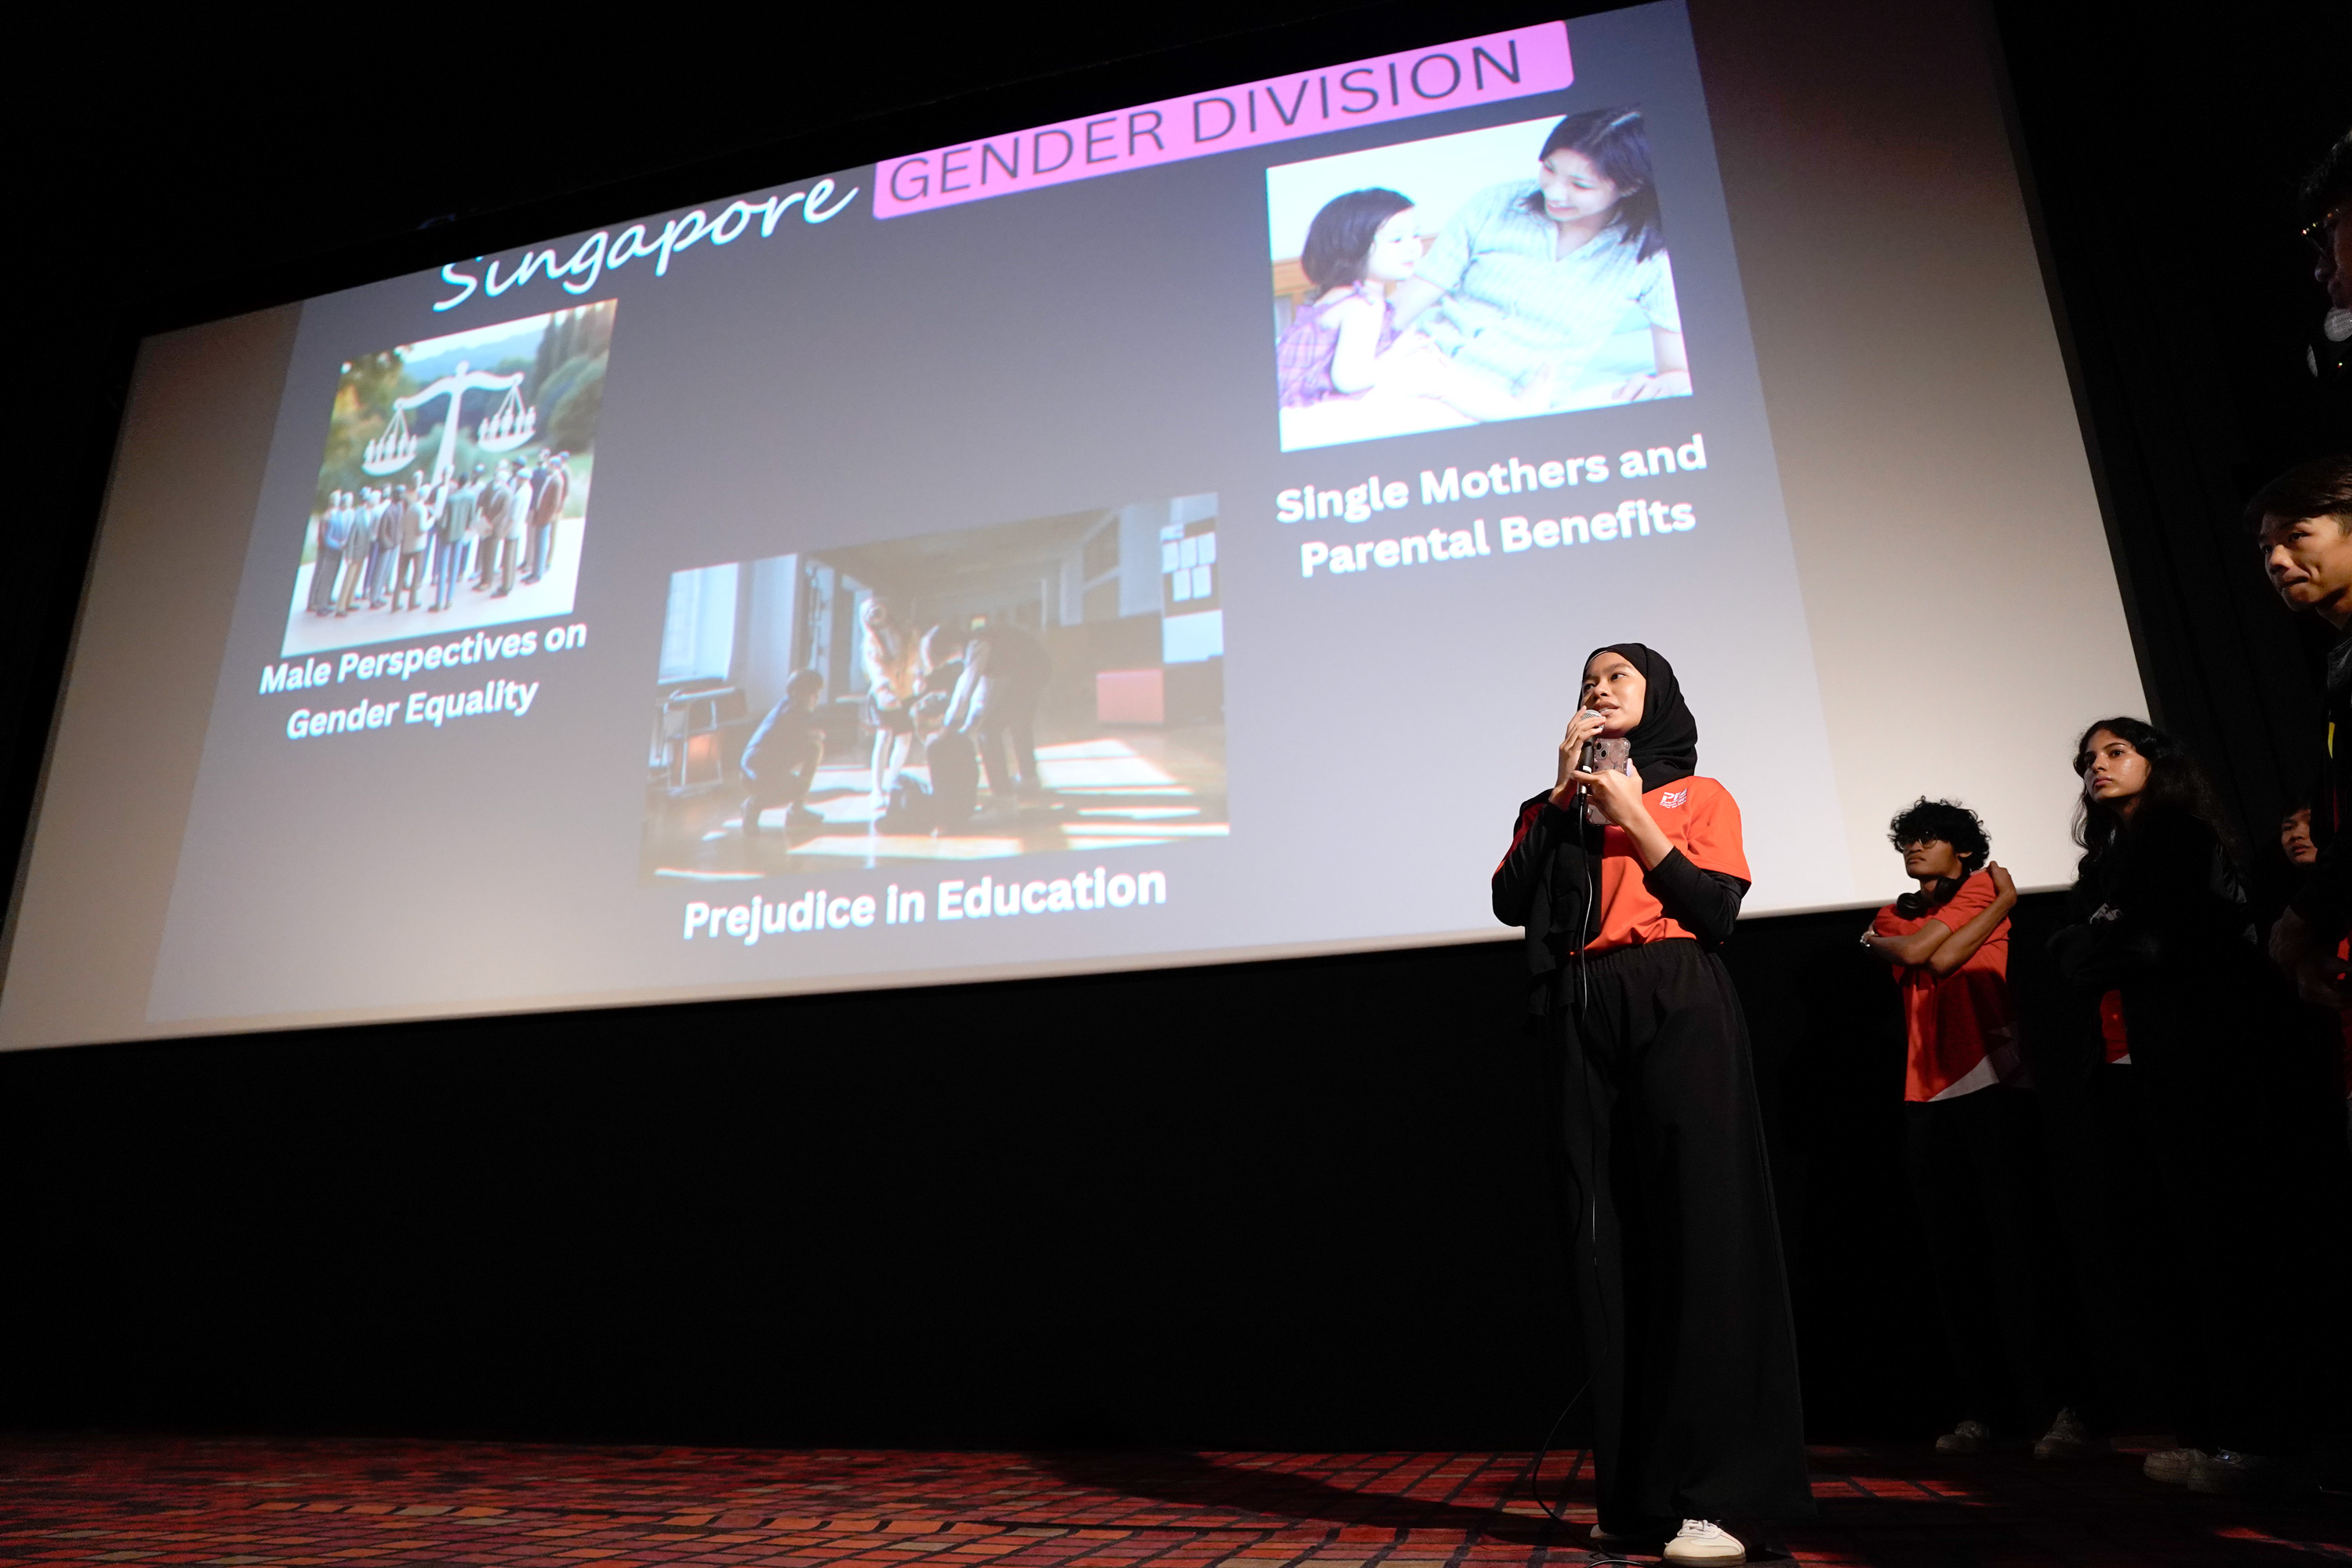 Singapore GENDER DIVISION
Male Perspectives on
Gender Equality
Prejudice in Education
Single Mothers and
Parental Benefits